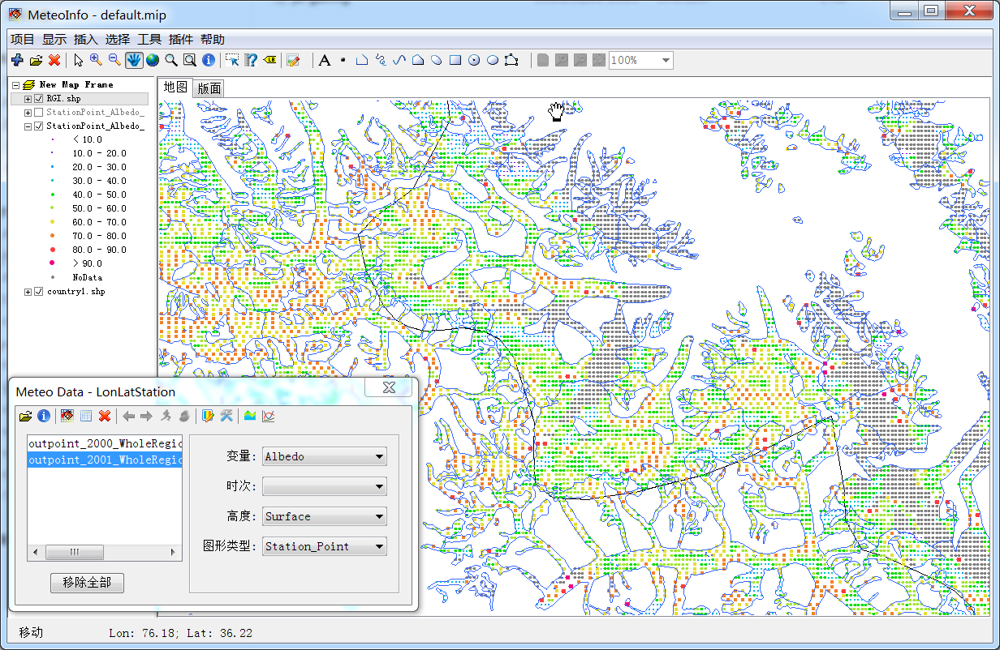 MeteoInfo - default.mip
项目 显示 插入 选择 工具 插件 帮助
LB A 100%
New Map Frame
地图 版面
RGI.shp
StationPoint_Albedo_
StationPoint_Albedo_
< 10.0
10.0 - 20.0
20.0 - 30.0
30.0 - 40.0
40.0 - 50.0
50.0 - 60.0
60.0 - 70.0
70.0 - 80.0
80.0 - 90.0
> 90.0
NoData
country1.shp
Meteo Data - LonLatStation
outpoint_2000_WholeRegio
outpoint_2001_WholeRegio
变量: Albedo
时次:
高度: Surface
图形类型: Station_Point
移除全部
移动 Lon: 76.18; Lat: 36.22